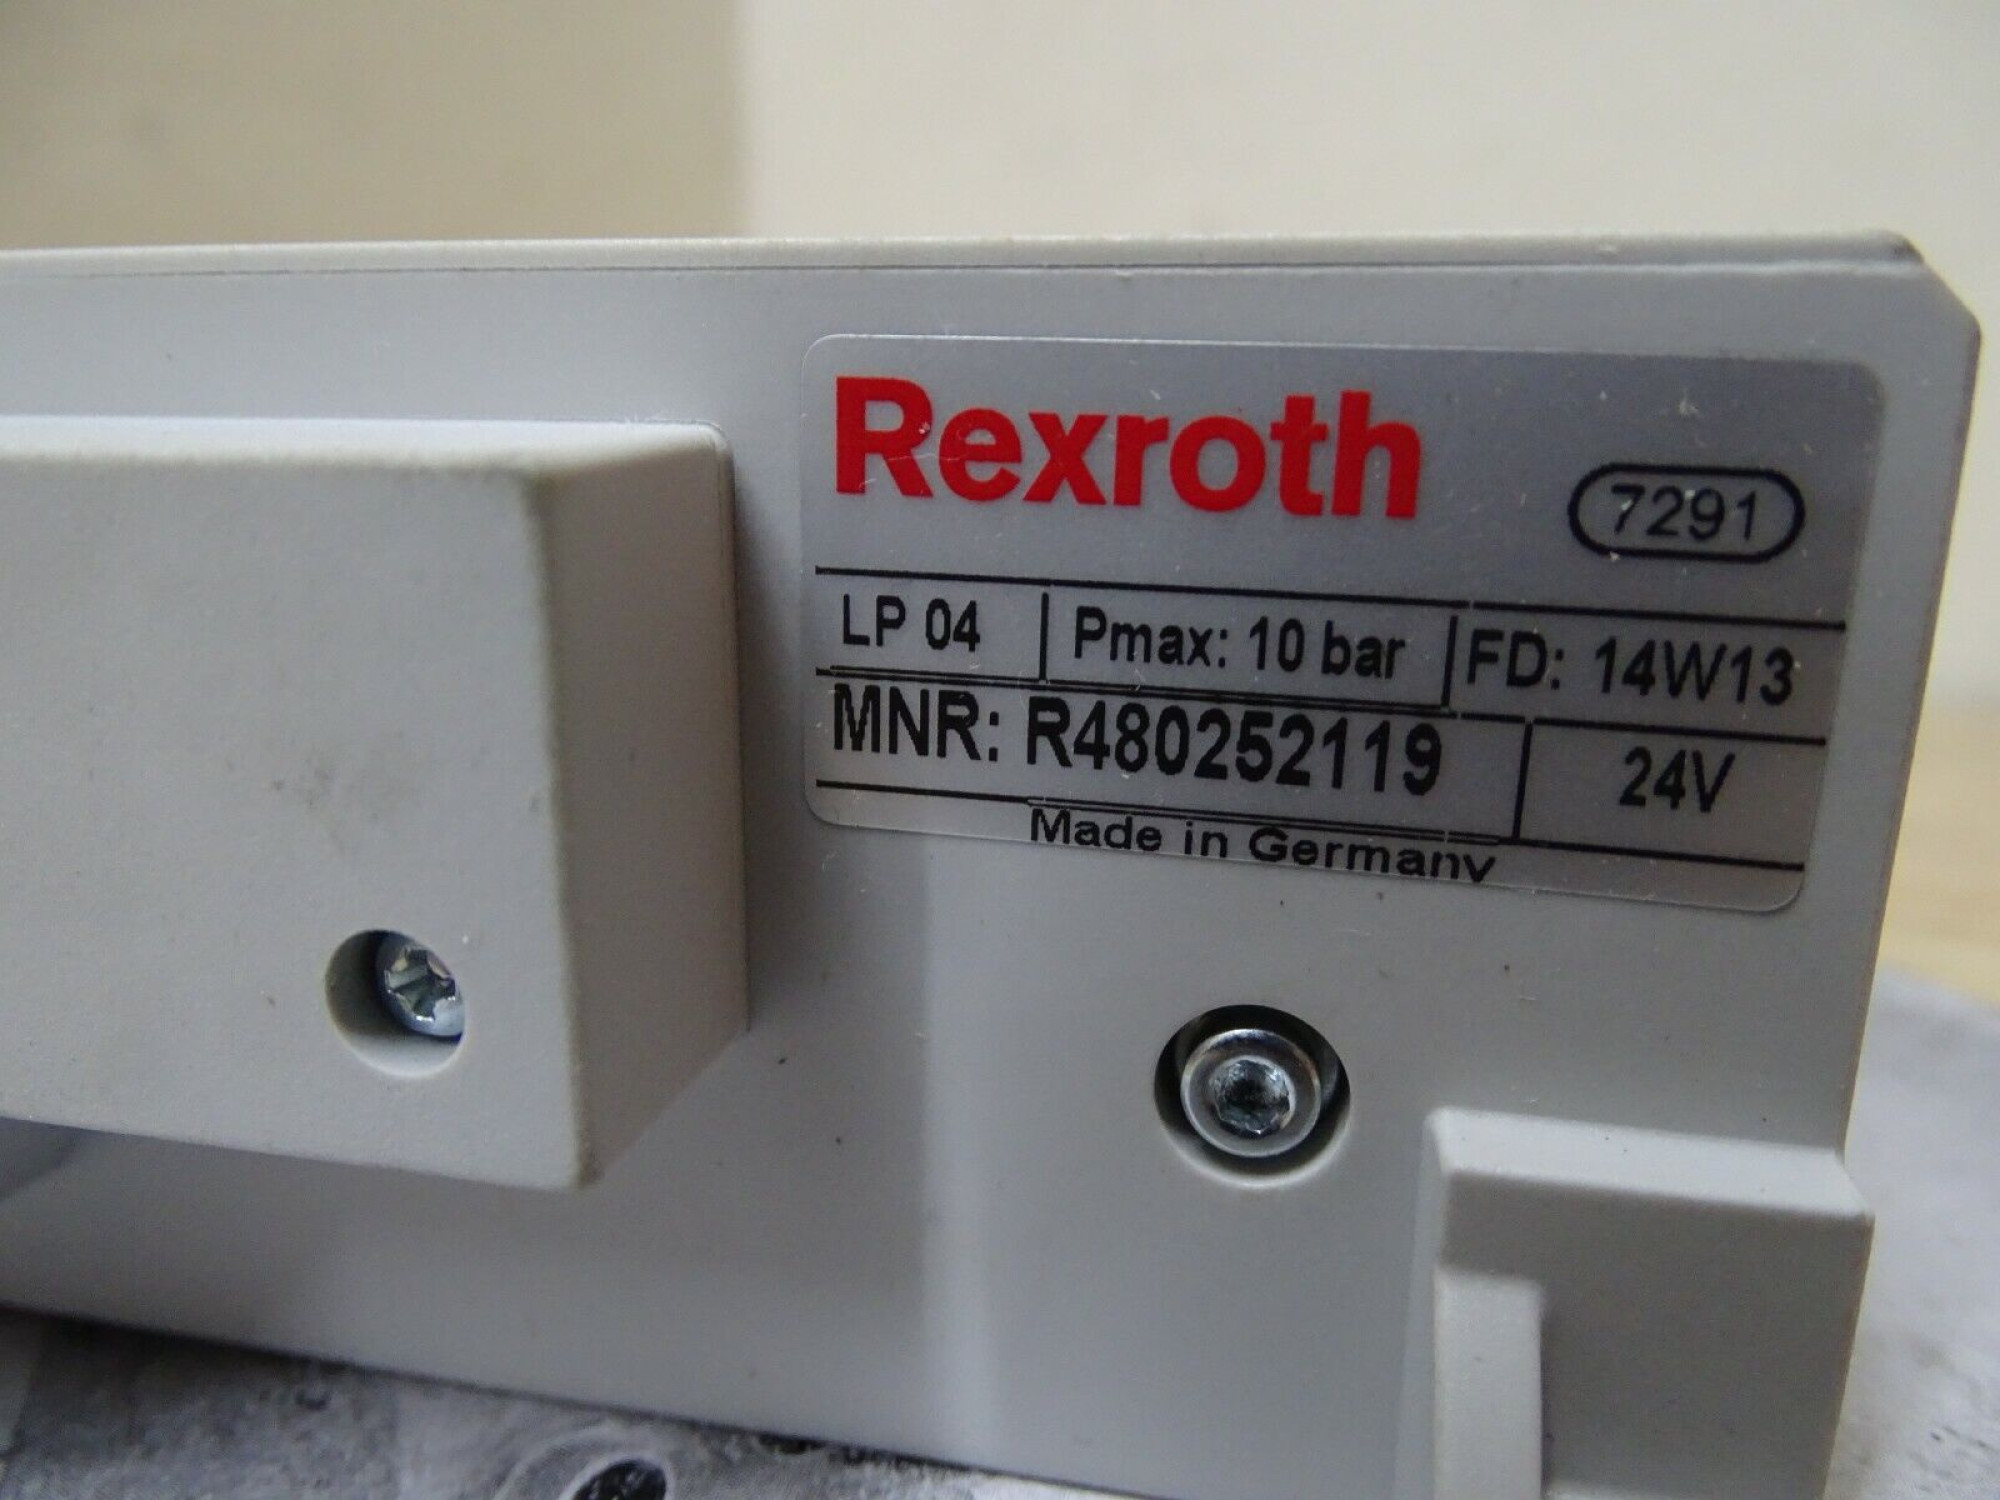 Rexroth
7291
LP 04 Pmax: 10 bar FD: 14W13
MNR: R480252119 24V
Made in Germany